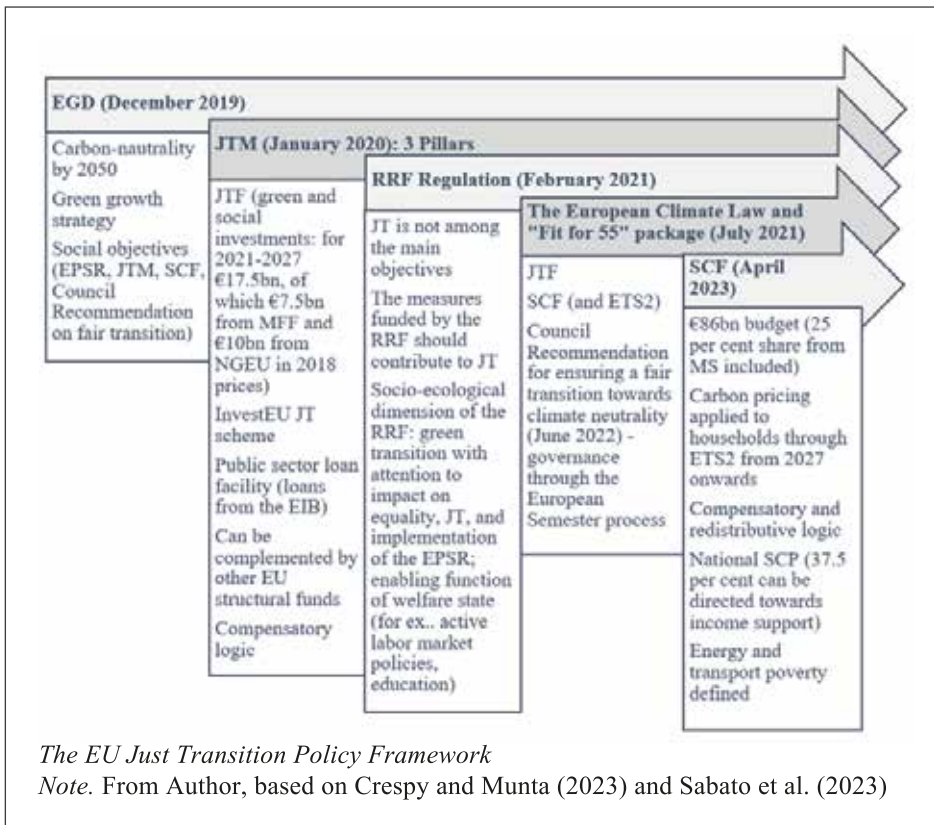 EGD (December 2019)
Carbon-nautrality
by 2050
Green growth
strategy
Social objectives
(EPSR, JTM, SCF,
Council
Recommendation
on fair transition)
JTM (January 2020): 3 Pillars
JTF (green and
social
investments: for
2021-2027
€17.5bn, of
which €7.5bn
from MFF and
€10bn from
NGEU in 2018
prices)
InvestEU JT
scheme
Public sector loan
facility (loans
from the EIB)
Can be
complemented by
other EU
structural funds
Compensatory
logic
RRF Regulation (February 2021)
JT is not among
the main
objectives
The measures
funded by the
RRF should
contribute to JT
Socio-ecological
dimension of the
RRF: green
transition with
attention to
impact on
equality, JT, and
implementation
of the EPSR;
enabling function
of welfare state
(for ex.. active
labor market
policies,
education)
The European Climate Law and
"Fit for 55" package (July 2021)
JTF
SCF (and ETS2)
Council
Recommendation
for ensuring a fair
transition towards
climate neutrality
(June 2022) -
governance
through the
European
Semester process
SCF (April
2023)
€86bn budget (25
per cent share from
MS included)
Carbon pricing
applied to
households through
ETS2 from 2027
onwards
Compensatory and
redistributive logic
National SCP (37.5
per cent can be
directed towards
income support)
Energy and
transport poverty
defined
The EU Just Transition Policy Framework
Note. From Author, based on Crespy and Munta (2023) and Sabato et al. (2023)